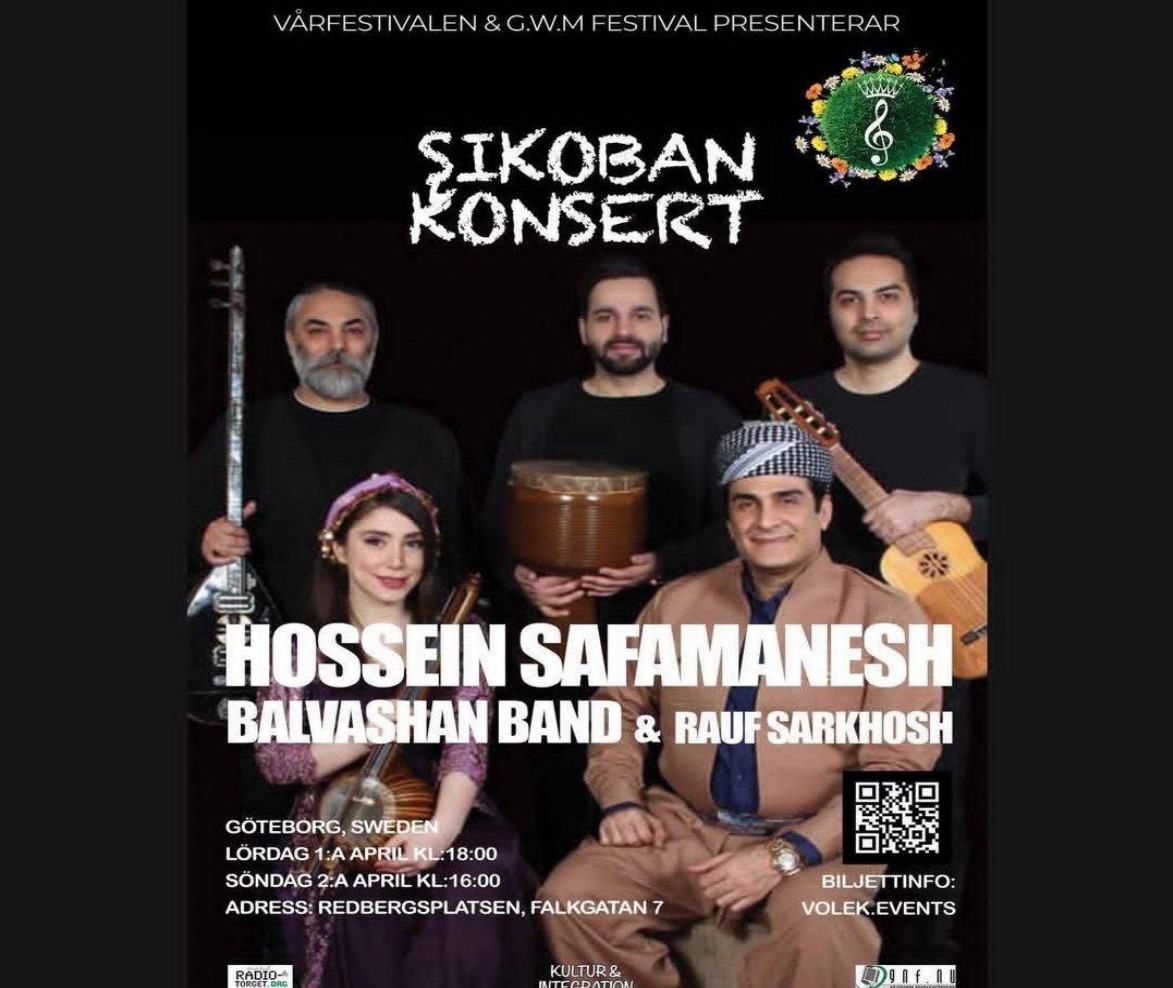 VÅRFESTIVALEN & G.W.M FESTIVAL PRESENTERAR
ŞIKOBAN
KONSERT
HOSSEIN SAFAMANESH
BALVASHAN BAND & RAUF SARKHOSH
GÖTEBORG, SWEDEN
LÖRDAG 1:A APRIL KL:18:00
SÖNDAG 2:A APRIL KL:16:00
ADRESS: REDBERGSPLATSEN, FALKGATAN 7
BILJETTINFO:
VOLEK.EVENTS
RADIO-
TORGET.ORG
KULTUR &
INTEGRATION
gnf.nu